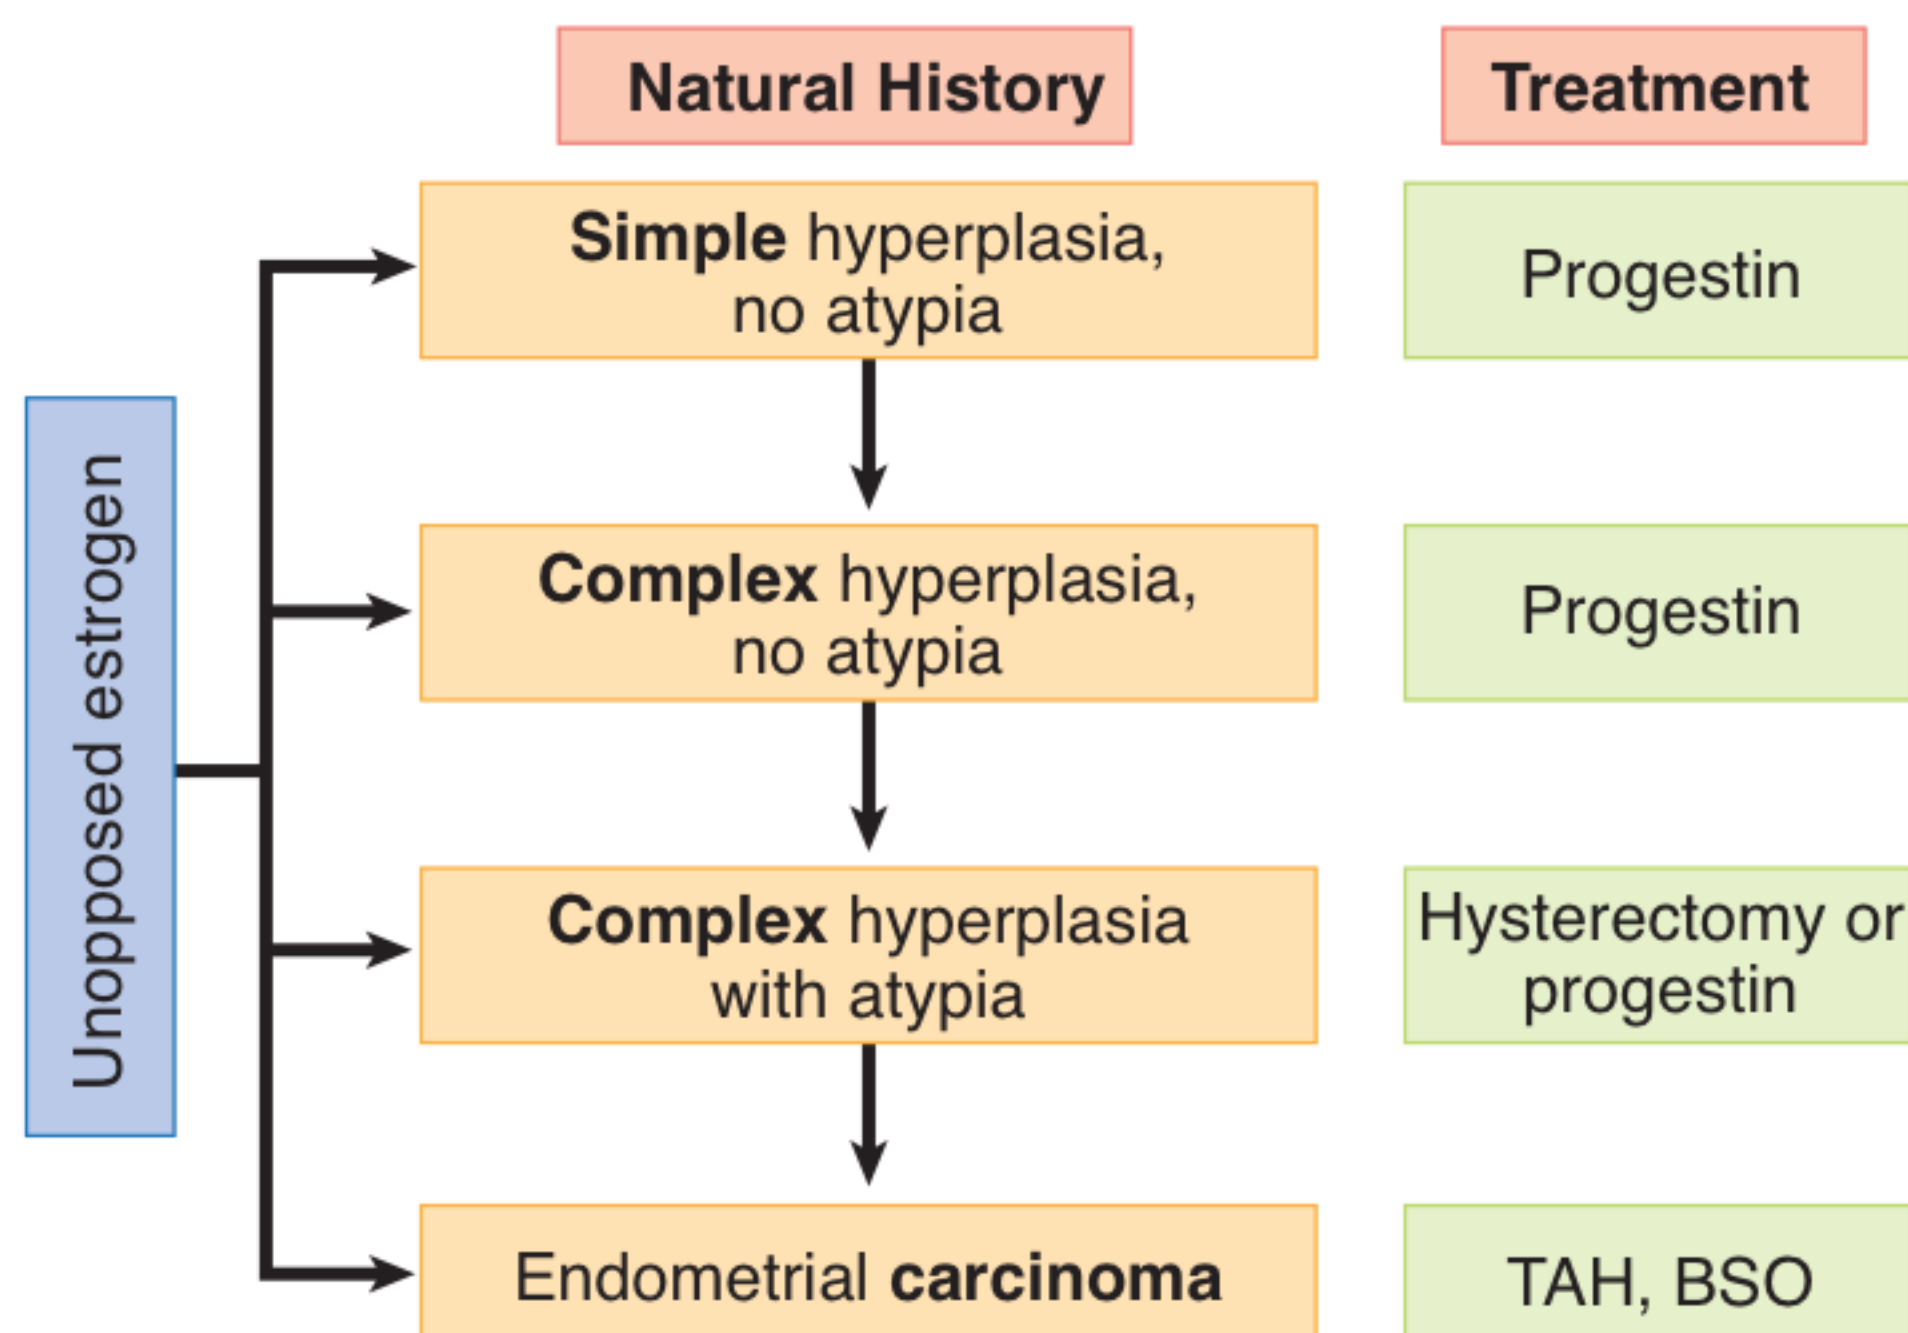 Natural History
Treatment
Unopposed estrogen
Simple hyperplasia,
no atypia
Progestin
Complex hyperplasia,
no atypia
Progestin
Complex hyperplasia
with atypia
Hysterectomy or
progestin
Endometrial carcinoma
TAH, BSO